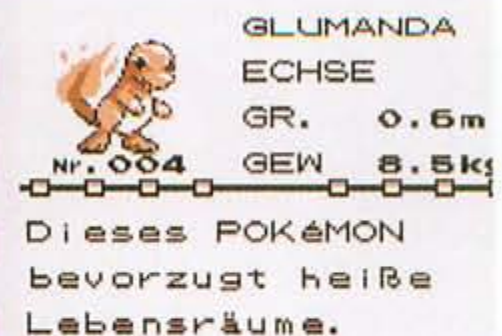 GLUMANDA
ECHSE
GR. 0.6m
Nr.004 GEW 8.5kg
Dieses POKéMON
bevorzugt heiße
Lebensräume.